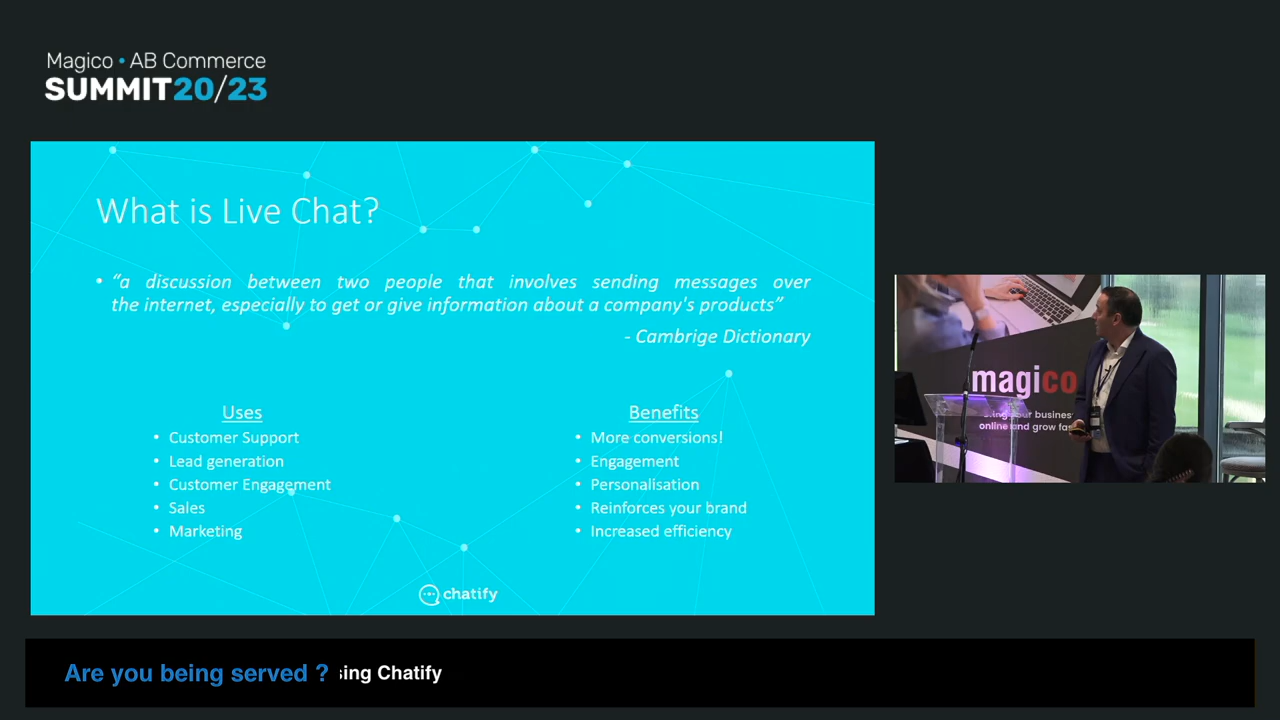 Magico • AB Commerce
SUMMIT20/23
What is Live Chat?
• “a discussion between two people that involves sending messages over
the internet, especially to get or give information about a company's products”
- Cambrige Dictionary
Uses
• Customer Support
• Lead generation
• Customer Engagement
• Sales
• Marketing
Benefits
• More conversions!
• Engagement
• Personalisation
• Reinforces your brand
• Increased efficiency
chatify
magico
your business
online and grow
Are you being served ? sing Chatify